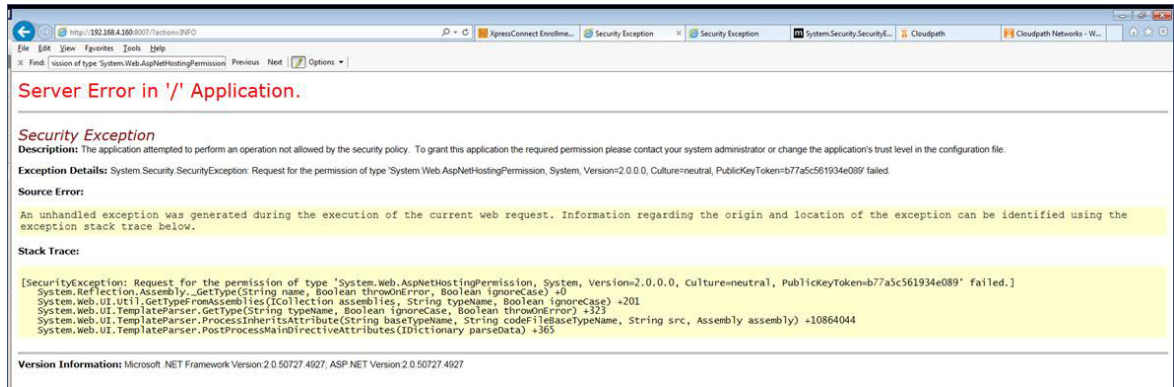 http://192.168.4.160:8007/?action=INFO
XpressConnect Enrollme...
Security Exception
Security Exception
System.Security.SecurityE...
Cloudpath
Cloudpath Networks - W...
File Edit View Favorites Tools Help
Find: ission of type 'System.Web.AspNetHostingPermission Previous Next Options
Server Error in '/' Application.
Security Exception
Description: The application attempted to perform an operation not allowed by the security policy. To grant this application the required permission please contact your system administrator or change the application's trust level in the configuration file.
Exception Details: System.Security.SecurityException: Request for the permission of type 'System.Web.AspNetHostingPermission, System, Version=2.0.0.0, Culture=neutral, PublicKeyToken=b77a5c561934e089' failed.
Source Error:
An unhandled exception was generated during the execution of the current web request. Information regarding the origin and location of the exception can be identified using the
exception stack trace below.
Stack Trace:
[SecurityException: Request for the permission of type 'System.Web.AspNetHostingPermission, System, Version=2.0.0.0, Culture=neutral, PublicKeyToken=b77a5c561934e089' failed.]
System.Reflection.Assembly._GetType(String name, Boolean throwOnError, Boolean ignoreCase) +0
System.Web.UI.Util.GetTypeFromAssemblies(ICollection assemblies, String typeName, Boolean ignoreCase) +201
System.Web.UI.TemplateParser.GetType(String typeName, Boolean ignoreCase, Boolean throwOnError) +323
System.Web.UI.TemplateParser.ProcessInheritsAttribute(String baseTypeName, String codeFileBaseTypeName, String src, Assembly assembly) +10864044
System.Web.UI.TemplateParser.PostProcessMainDirectiveAttributes(IDictionary parseData) +365
Version Information: Microsoft .NET Framework Version:2.0.50727.4927; ASP.NET Version:2.0.50727.4927